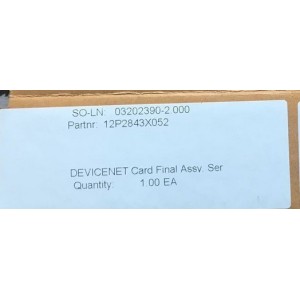 SO-LN: 03202390-2.000
Partnr: 12P2843X052
DEVICENET Card Final Assy. Ser
Quantity: 1.00 EA